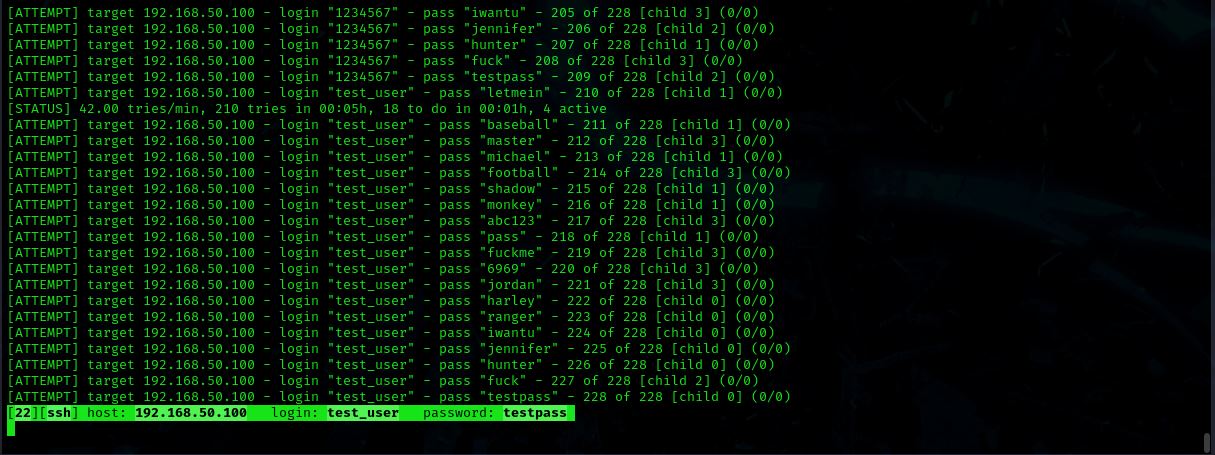 [ATTEMPT] target 192.168.50.100 - login "1234567" - pass "iwantu" - 205 of 228 [child 3] (0/0)
[ATTEMPT] target 192.168.50.100 - login "1234567" - pass "jennifer" - 206 of 228 [child 2] (0/0)
[ATTEMPT] target 192.168.50.100 - login "1234567" - pass "hunter" - 207 of 228 [child 1] (0/0)
[ATTEMPT] target 192.168.50.100 - login "1234567" - pass "fuck" - 208 of 228 [child 3] (0/0)
[ATTEMPT] target 192.168.50.100 - login "1234567" - pass "testpass" - 209 of 228 [child 2] (0/0)
[ATTEMPT] target 192.168.50.100 - login "test_user" - pass "letmein" - 210 of 228 [child 1] (0/0)
[STATUS] 42.00 tries/min, 210 tries in 00:05h, 18 to do in 00:01h, 4 active
[ATTEMPT] target 192.168.50.100 - login "test_user" - pass "baseball" - 211 of 228 [child 1] (0/0)
[ATTEMPT] target 192.168.50.100 - login "test_user" - pass "master" - 212 of 228 [child 3] (0/0)
[ATTEMPT] target 192.168.50.100 - login "test_user" - pass "michael" - 213 of 228 [child 1] (0/0)
[ATTEMPT] target 192.168.50.100 - login "test_user" - pass "football" - 214 of 228 [child 3] (0/0)
[ATTEMPT] target 192.168.50.100 - login "test_user" - pass "shadow" - 215 of 228 [child 1] (0/0)
[ATTEMPT] target 192.168.50.100 - login "test_user" - pass "monkey" - 216 of 228 [child 1] (0/0)
[ATTEMPT] target 192.168.50.100 - login "test_user" - pass "abc123" - 217 of 228 [child 3] (0/0)
[ATTEMPT] target 192.168.50.100 - login "test_user" - pass "pass" - 218 of 228 [child 1] (0/0)
[ATTEMPT] target 192.168.50.100 - login "test_user" - pass "fuckme" - 219 of 228 [child 3] (0/0)
[ATTEMPT] target 192.168.50.100 - login "test_user" - pass "6969" - 220 of 228 [child 3] (0/0)
[ATTEMPT] target 192.168.50.100 - login "test_user" - pass "jordan" - 221 of 228 [child 3] (0/0)
[ATTEMPT] target 192.168.50.100 - login "test_user" - pass "harley" - 222 of 228 [child 0] (0/0)
[ATTEMPT] target 192.168.50.100 - login "test_user" - pass "ranger" - 223 of 228 [child 0] (0/0)
[ATTEMPT] target 192.168.50.100 - login "test_user" - pass "iwantu" - 224 of 228 [child 0] (0/0)
[ATTEMPT] target 192.168.50.100 - login "test_user" - pass "jennifer" - 225 of 228 [child 0] (0/0)
[ATTEMPT] target 192.168.50.100 - login "test_user" - pass "hunter" - 226 of 228 [child 0] (0/0)
[ATTEMPT] target 192.168.50.100 - login "test_user" - pass "fuck" - 227 of 228 [child 2] (0/0)
[ATTEMPT] target 192.168.50.100 - login "test_user" - pass "testpass" - 228 of 228 [child 0] (0/0)
[22][ssh] host: 192.168.50.100   login: test_user   password: testpass